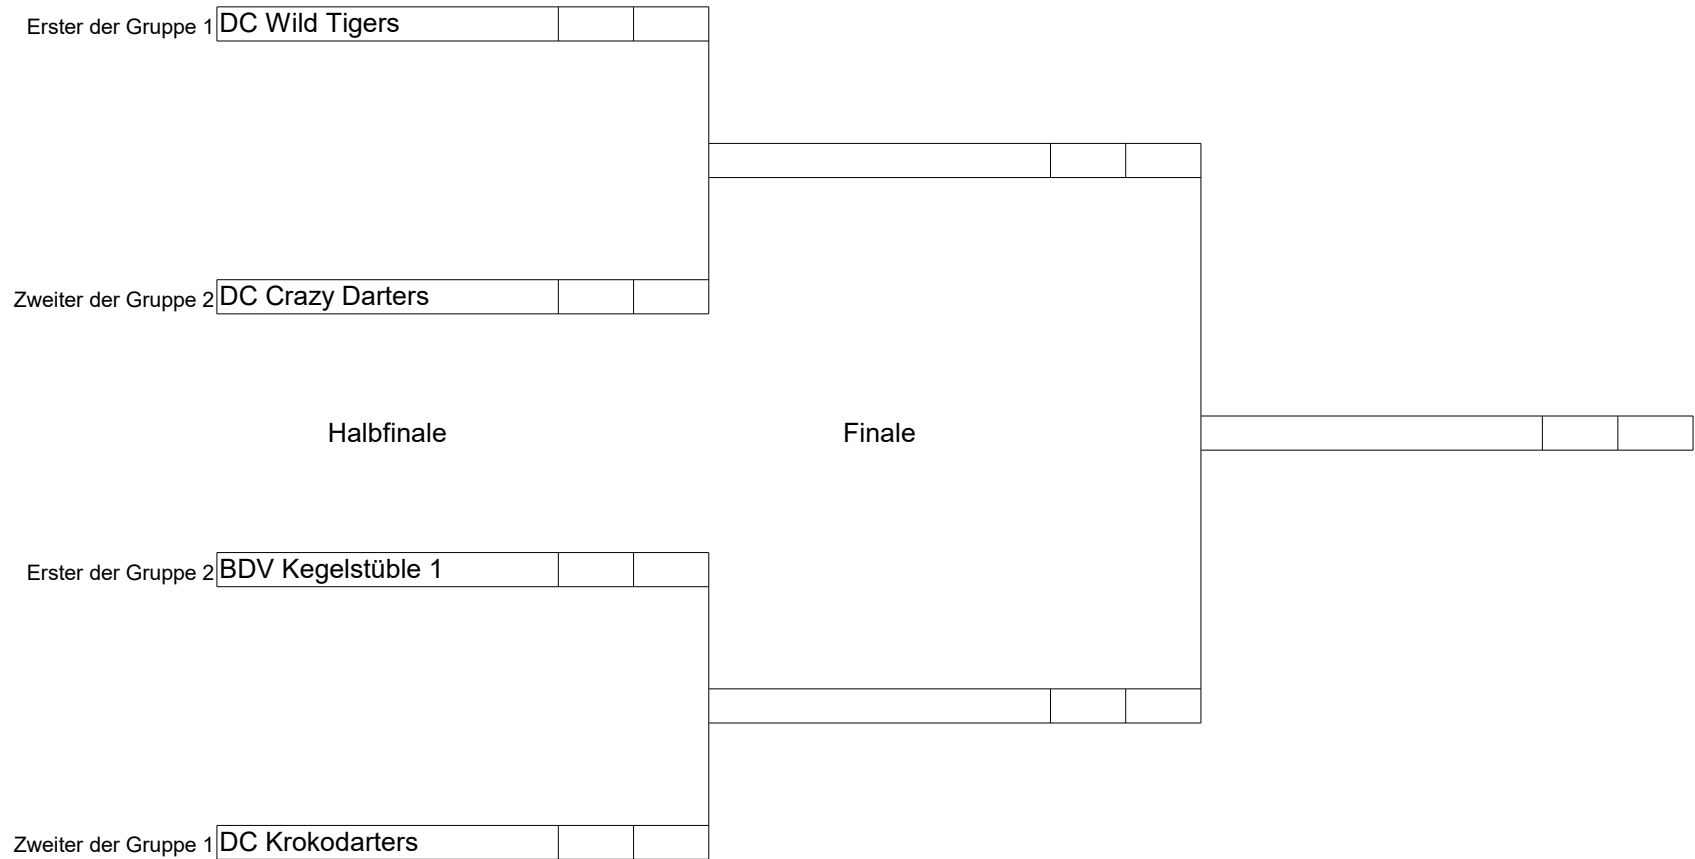 Erster der Gruppe 1 DC Wild Tigers
Zweiter der Gruppe 2 DC Crazy Darters
Halbfinale Finale
Erster der Gruppe 2 BDV Kegelstüble 1
Zweiter der Gruppe 1 DC Krokodarters